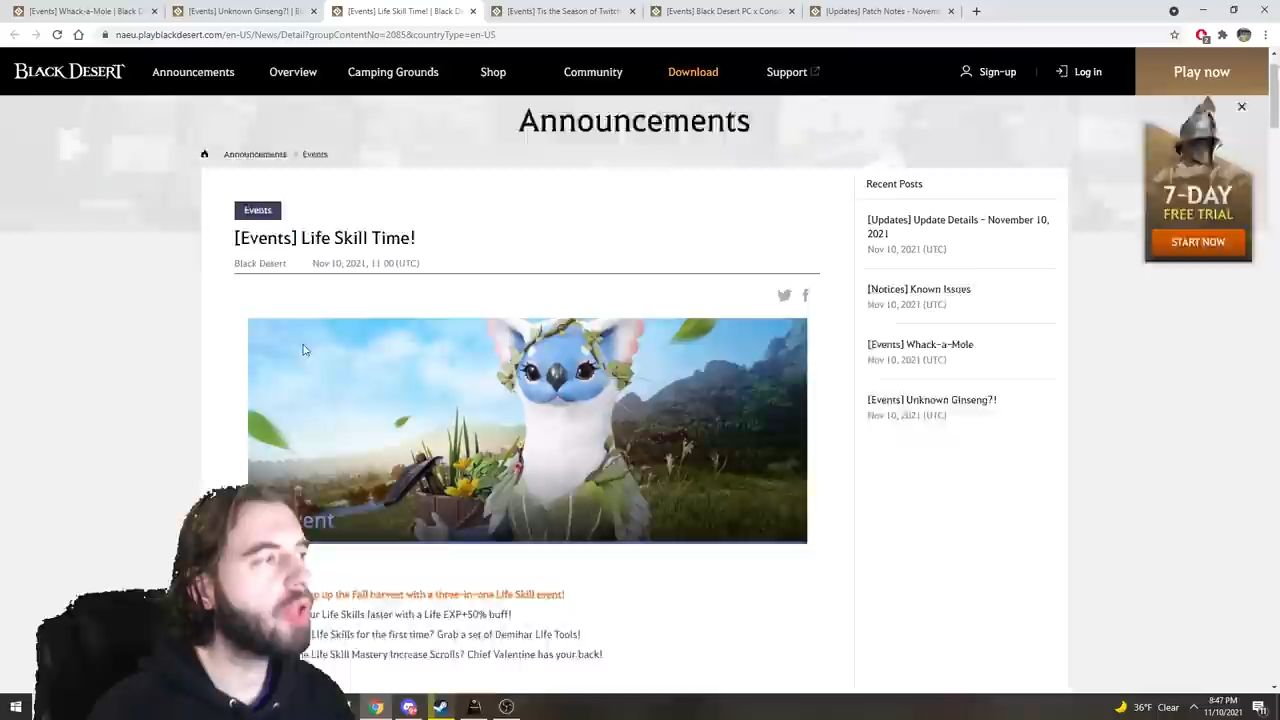 [Events] Whack-a-Mole | Black D
[Events] Unknown Ginseng?! | Bl
[Events] Life Skill Time! | Black D
[Events] Tis the Season of Twitch
[Events] Black Desert PC x Conso
[Updates] Patch Notes - Novem
naeu.playblackdesert.com/en-US/News/Detail?groupContentNo=2085&countryType=en-US
BLACK DESERT
Announcements
Overview
Camping Grounds
Shop
Community
Download
Support
Sign-up
Log in
Play now
Announcements
Announcements
Events
7-DAY
FREE TRIAL
START NOW
Events
[Events] Life Skill Time!
Black Desert
Nov 10, 2021, 11:00 (UTC)
ent
up the Fall harvest with a three-in-one Life Skill event!
ur Life Skills faster with a Life EXP+50% buff!
Life Skills for the first time? Grab a set of Demihar Life Tools!
Life Skill Mastery Increase Scrolls? Chief Valentine has your back!
Recent Posts
[Updates] Update Details - November 10,
2021
Nov 10, 2021 (UTC)
[Notices] Known Issues
Nov 10, 2021 (UTC)
[Events] Whack-a-Mole
Nov 10, 2021 (UTC)
[Events] Unknown Ginseng?!
Nov 10, 2021 (UTC)
36°F Clear
8:47 PM
11/10/2021